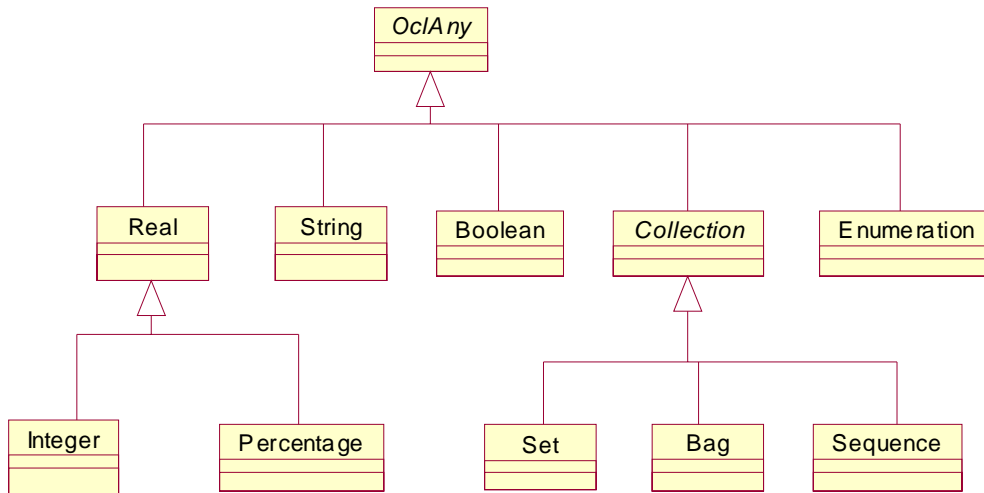 OclAny
Real
String
Boolean
Collection
Enumeration
Integer
Percentage
Set
Bag
Sequence